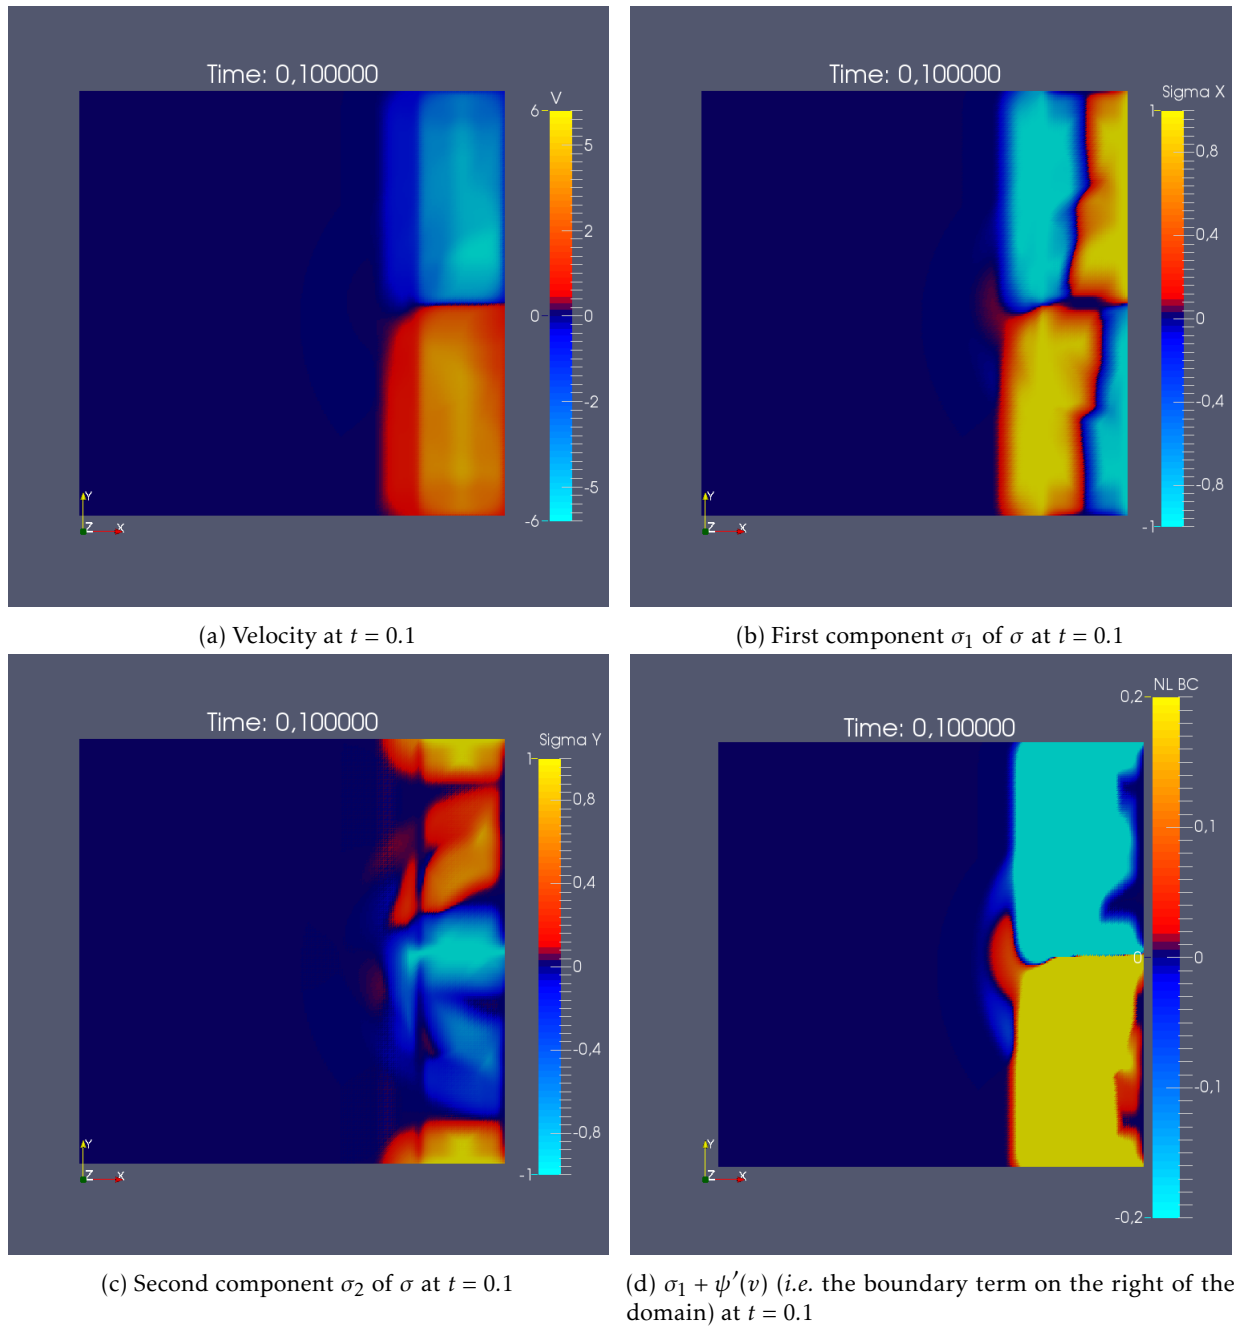 Time: 0,100000
V
6
5
2
0
0
-2
-5
-6
Y
Z
X
(a) Velocity at t = 0.1
Time: 0,100000
Sigma X
1
0,8
0,4
0
-0,4
-0,8
-1
Y
Z
X
(b) First component σ1 of σ at t = 0.1
Time: 0,100000
Sigma Y
1
0,8
0,4
0
-0,4
-0,8
-1
Y
Z
X
(c) Second component σ2 of σ at t = 0.1
Time: 0,100000
NL BC
0,2
0,1
0
0
-0,1
-0,2
Y
Z
X
(d) σ1 + ψ′(v) (i.e. the boundary term on the right of the
domain) at t = 0.1